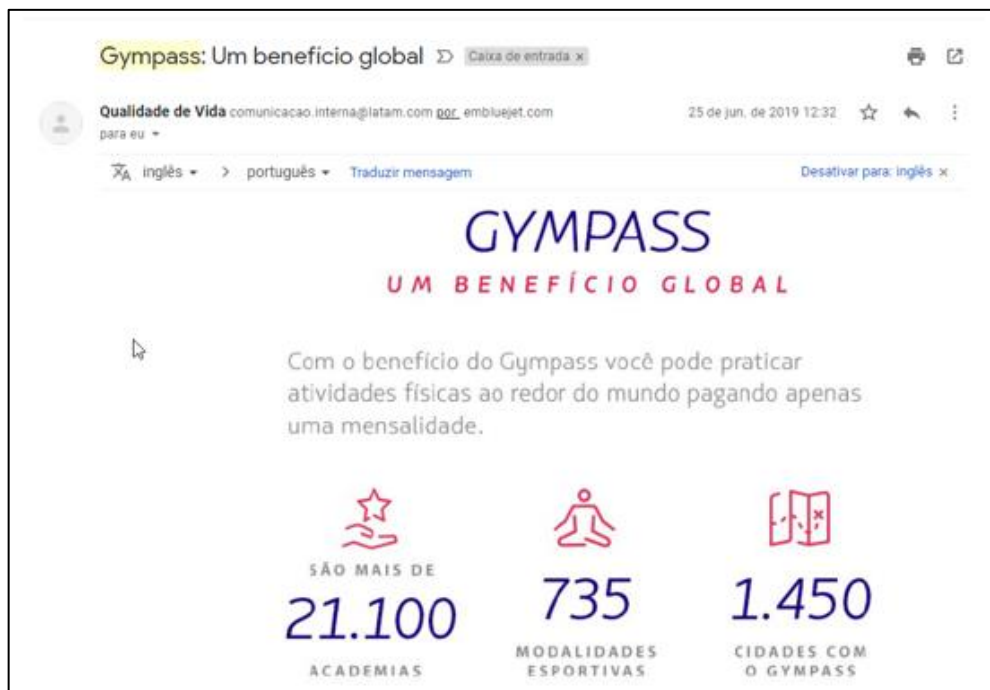 Gympass: Um benefício global Caixa de entrada x
Qualidade de Vida comunicacao.interna@latam.com por embluejet.com 25 de jun. de 2019 12:32
para eu
inglês > português Traduzir mensagem Desativar para: inglês x
GYMPASS
UM BENEFÍCIO GLOBAL
Com o benefício do Gympass você pode praticar
atividades físicas ao redor do mundo pagando apenas
uma mensalidade.
SÃO MAIS DE
21.100
ACADEMIAS
735
MODALIDADES
ESPORTIVAS
1.450
CIDADES COM
O GYMPASS